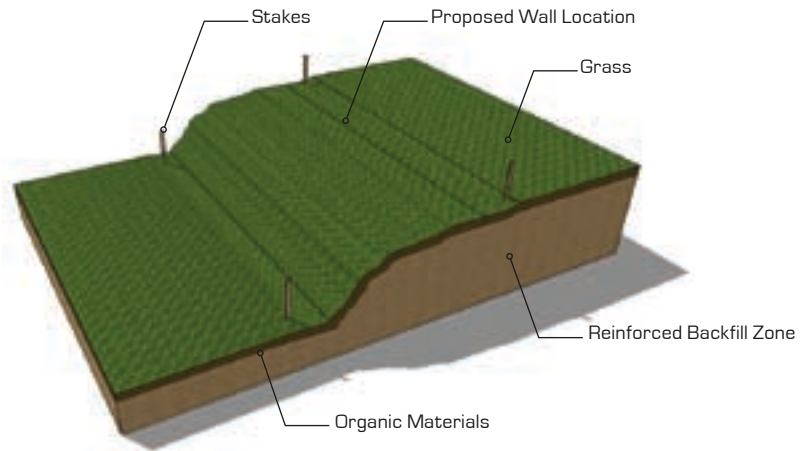 Stakes
Proposed Wall Location
Grass
Reinforced Backfill Zone
Organic Materials